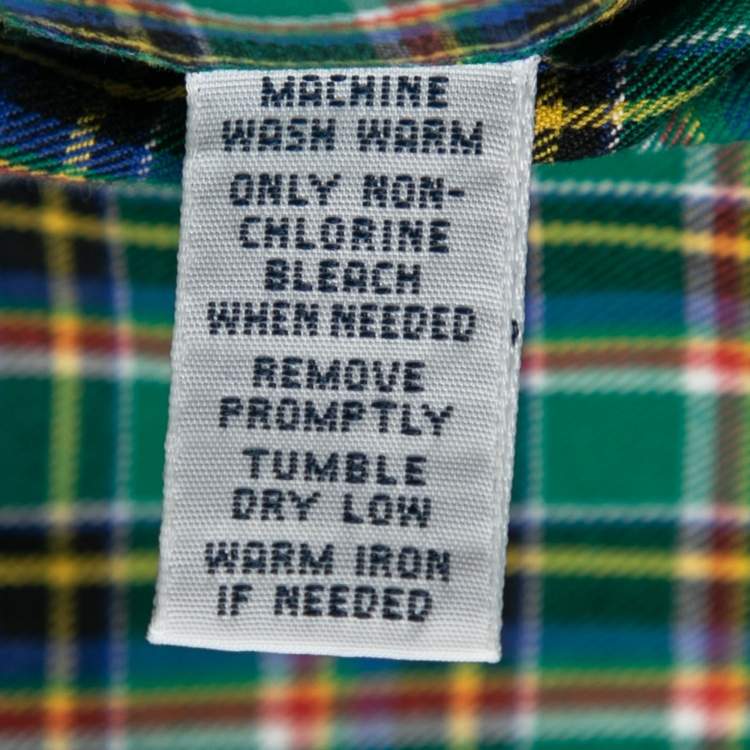 MACHINE
WASH WARM
ONLY NON-
CHLORINE
BLEACH
WHEN NEEDED
REMOVE
PROMPTLY
TUMBLE
DRY LOW
WARM IRON
IF NEEDED